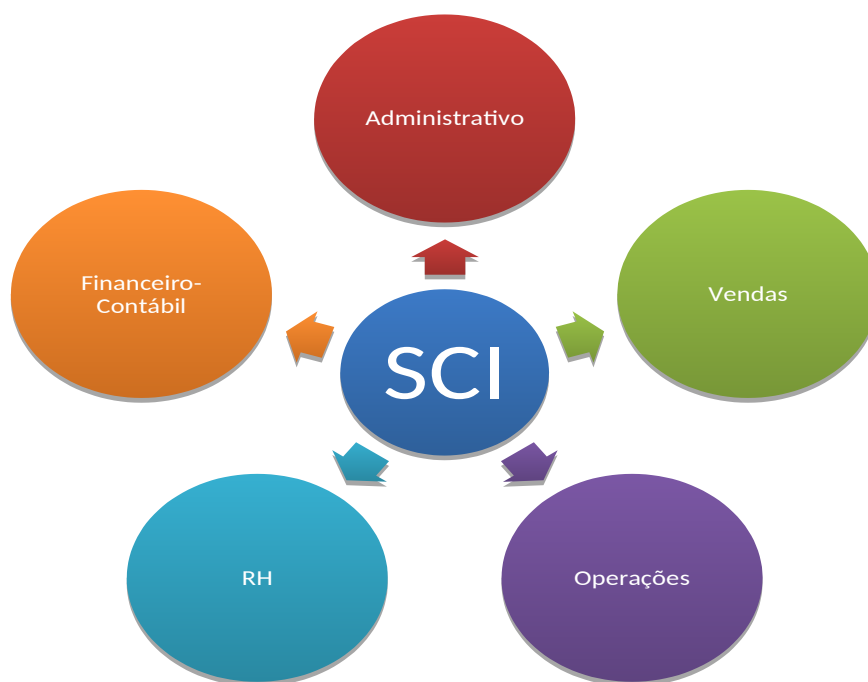 Administrativo
Financeiro-
Contábil
Vendas
SCI
RH
Operações